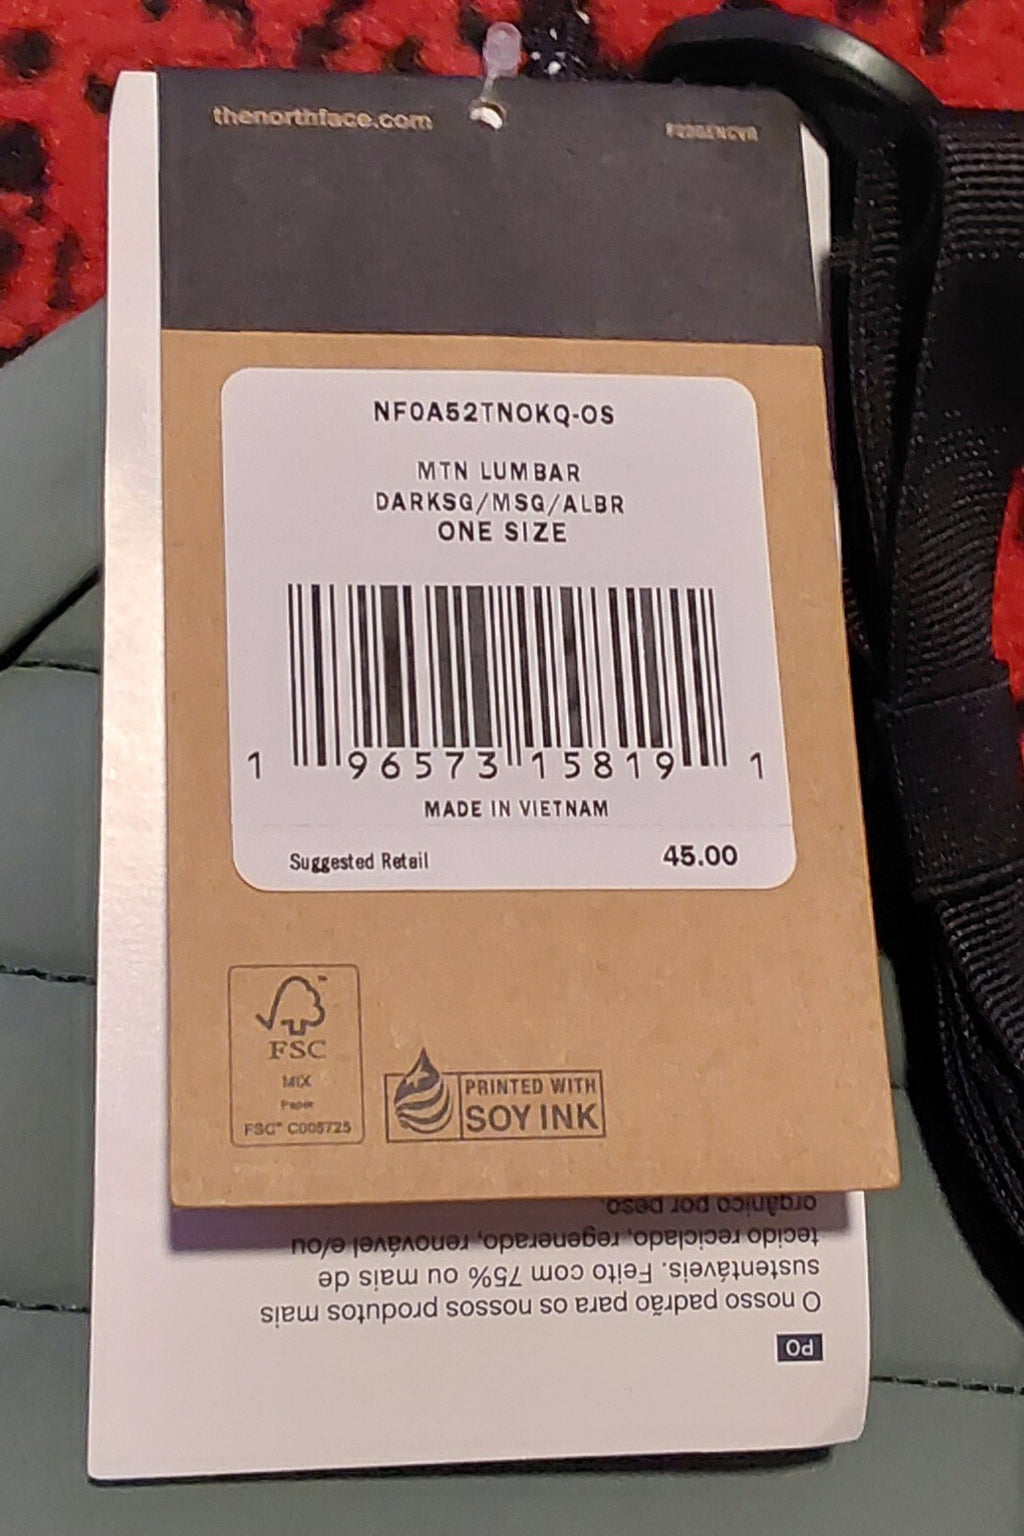 thenorthface.com
NF0A52TN0KQ-OS
MTN LUMBAR
DARKSG/MSG/ALBR
ONE SIZE
1 96573 15819 1
MADE IN VIETNAM
Suggested Retail 45.00
FSC
MIX
Paper
FSC™ C005725
PRINTED WITH
SOY INK
PO
O nosso padrão para os nossos produtos mais
sustentáveis. Feito com 75% ou mais de
tecido reciclado, regenerado, renovável e/ou
orgânico por peso.